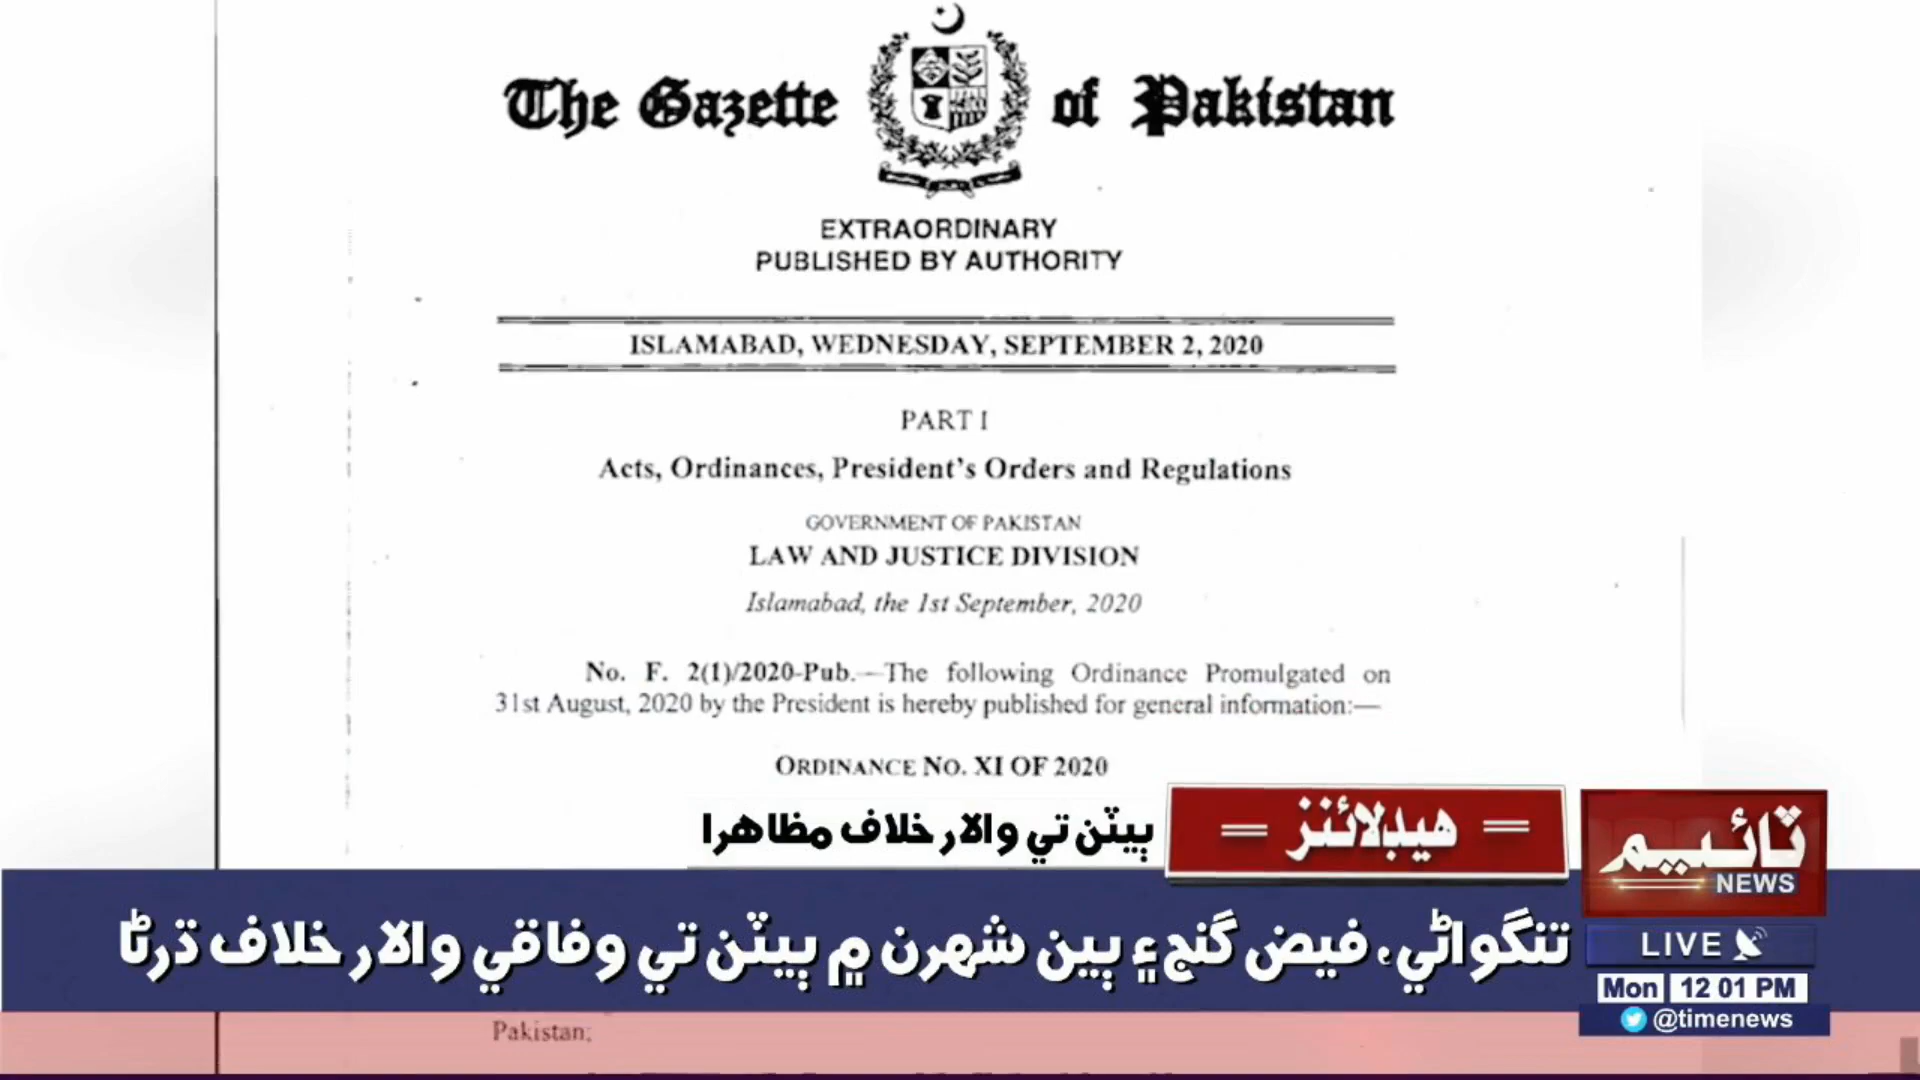 The Gazette of Pakistan
EXTRAORDINARY
PUBLISHED BY AUTHORITY
ISLAMABAD, WEDNESDAY, SEPTEMBER 2, 2020
PART I
Acts, Ordinances, President's Orders and Regulations
GOVERNMENT OF PAKISTAN
LAW AND JUSTICE DIVISION
Islamabad, the 1st September, 2020
No. F. 2(1)/2020-Pub.—The following Ordinance Promulgated on
31st August, 2020 by the President is hereby published for general information:—
ORDINANCE NO. XI OF 2020
هيڊلائنز
ٻيٽن تي والار خلاف مظاهرا
ٽائيم
NEWS
تنگواڻي، فيض گنج ۽ ٻين شهرن ۾ ٻيٽن تي وفاقي والار خلاف ڌرڻا
LIVE
Mon 12 01 PM
@timenews
Pakistan;